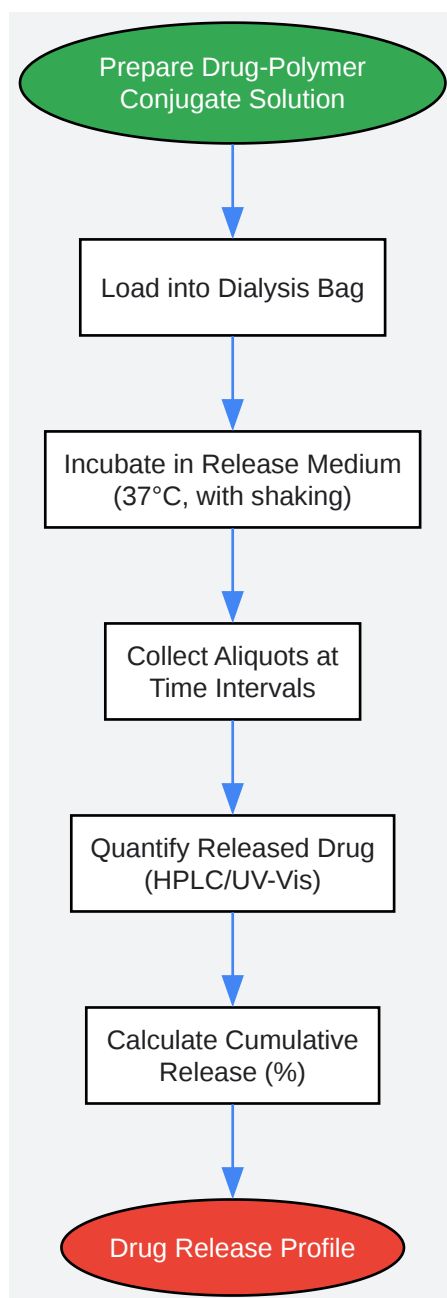 Prepare Drug-Polymer
Conjugate Solution
Load into Dialysis Bag
Incubate in Release Medium
(37°C, with shaking)
Collect Aliquots at
Time Intervals
Quantify Released Drug
(HPLC/UV-Vis)
Calculate Cumulative
Release (%)
Drug Release Profile